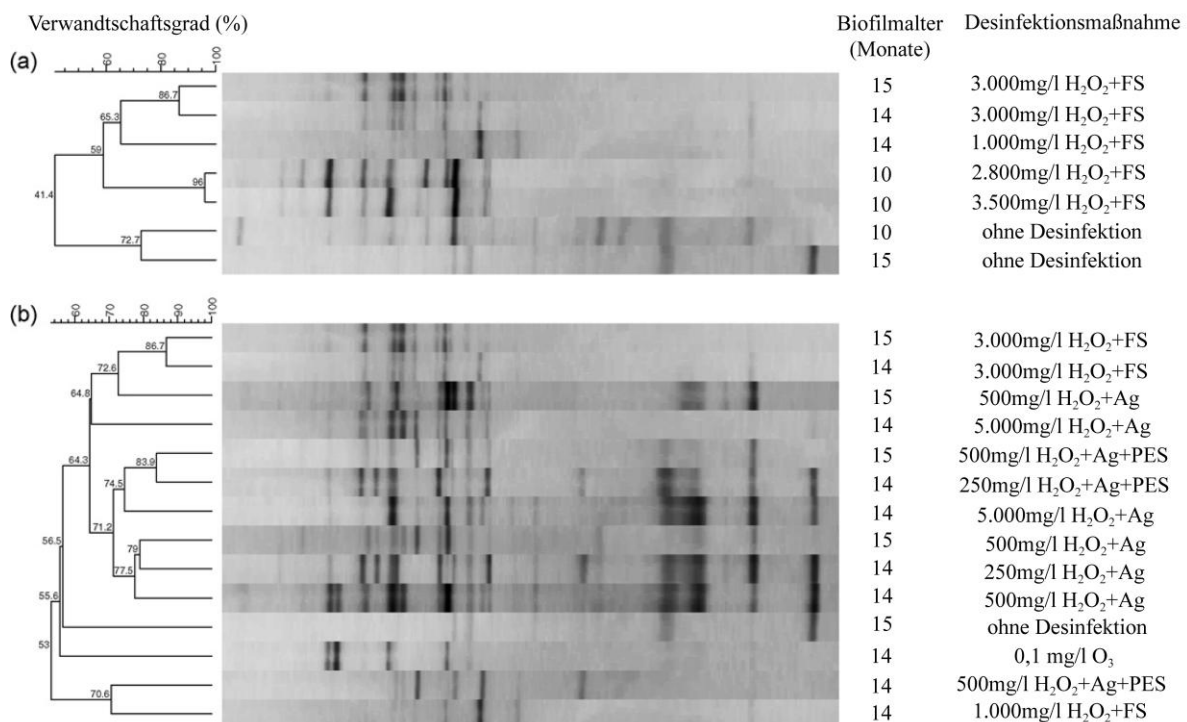 Verwandtschaftsgrad (%)
Biofilmalter
(Monate)
Desinfektionsmaßnahme
(a)
60 80 100
86.7
65.3
59
96
41.4
72.7
15 3.000mg/l H₂O₂+FS
14 3.000mg/l H₂O₂+FS
14 1.000mg/l H₂O₂+FS
10 2.800mg/l H₂O₂+FS
10 3.500mg/l H₂O₂+FS
10 ohne Desinfektion
15 ohne Desinfektion
(b)
60 70 80 90 100
86.7
72.6
64.8
83.9
64.3
74.5
71.2
79
56.5
77.5
55.6
53
70.6
15 3.000mg/l H₂O₂+FS
14 3.000mg/l H₂O₂+FS
15 500mg/l H₂O₂+Ag
14 5.000mg/l H₂O₂+Ag
15 500mg/l H₂O₂+Ag+PES
14 250mg/l H₂O₂+Ag+PES
14 5.000mg/l H₂O₂+Ag
15 500mg/l H₂O₂+Ag
14 250mg/l H₂O₂+Ag
14 500mg/l H₂O₂+Ag
15 ohne Desinfektion
14 0,1 mg/l O₃
14 500mg/l H₂O₂+Ag+PES
14 1.000mg/l H₂O₂+FS